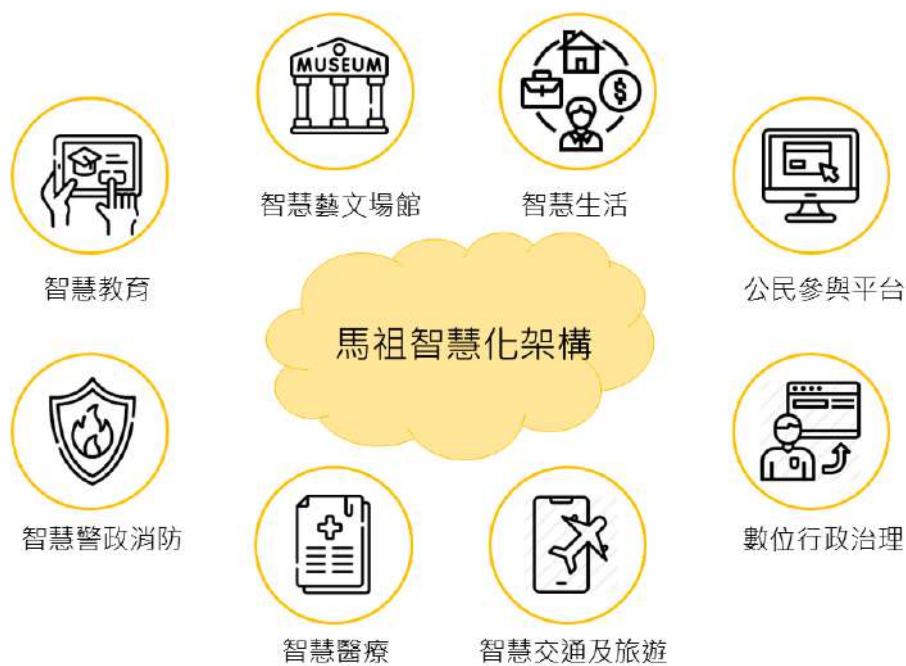 MUSEUM
$
智慧藝文場館
智慧生活
智慧教育
公民參與平台
馬祖智慧化架構
智慧警政消防
數位行政治理
智慧醫療
智慧交通及旅遊